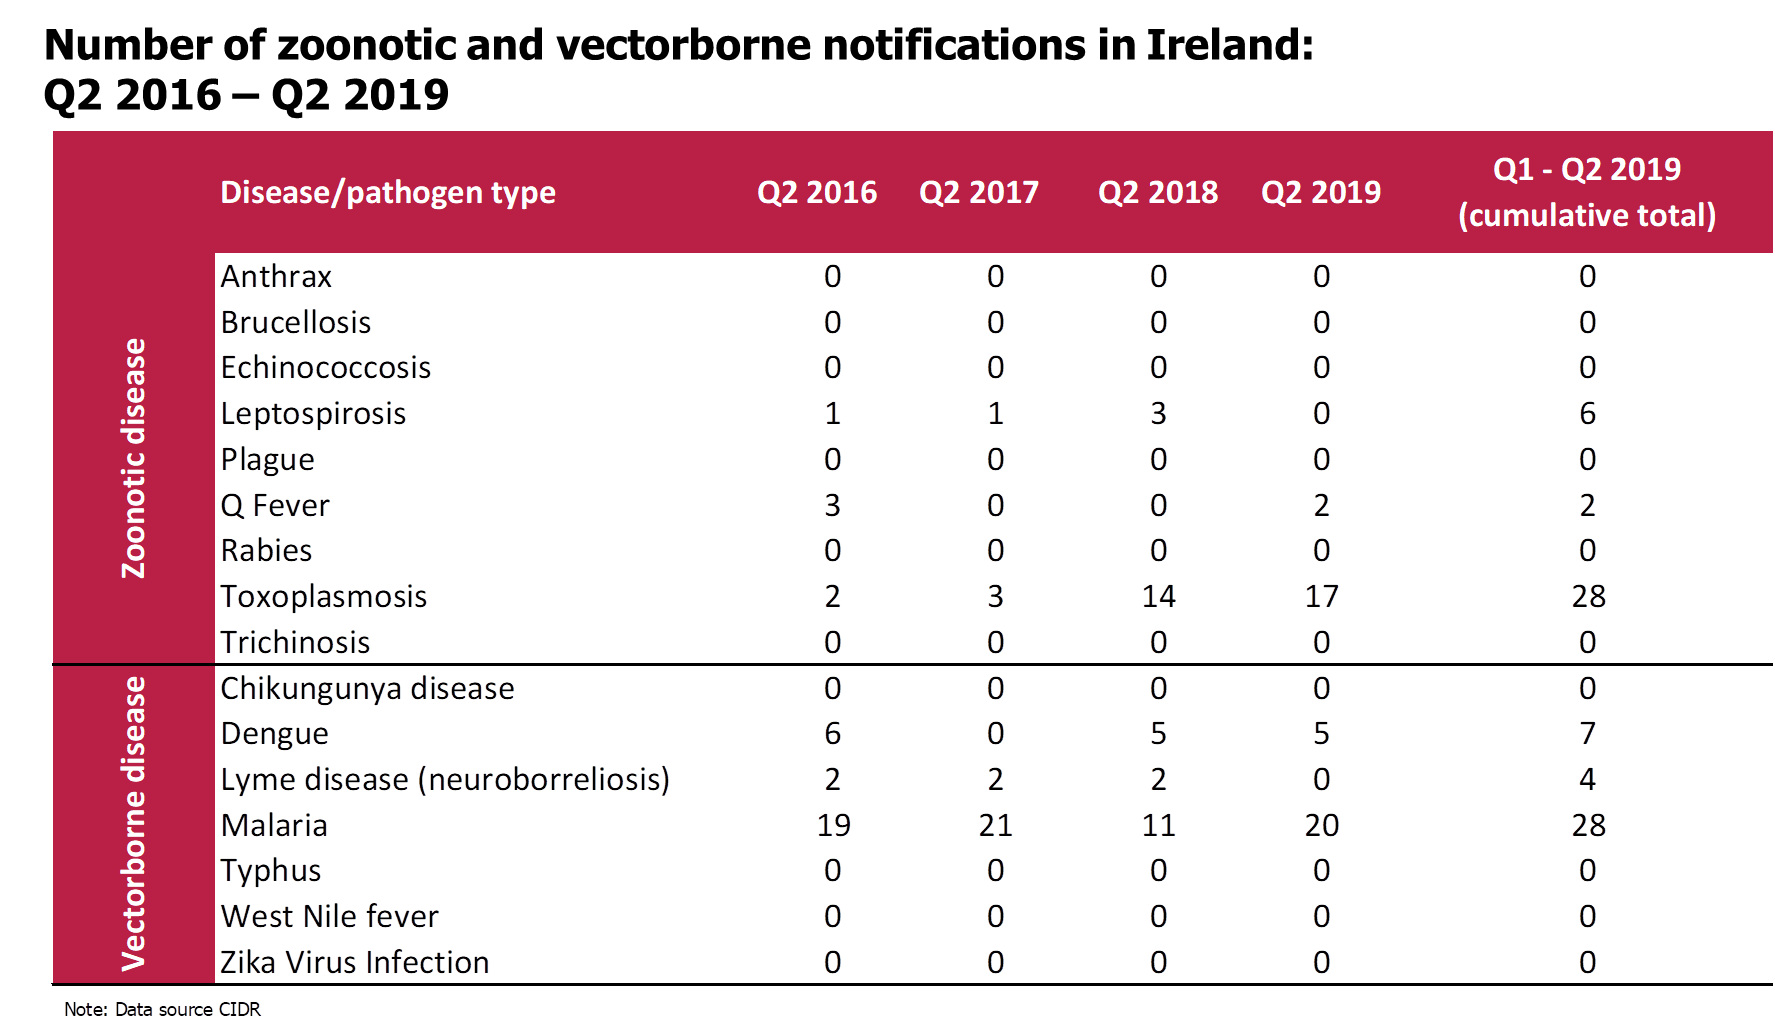 Number of zoonotic and vectorborne notifications in Ireland:
Q2 2016 – Q2 2019
Disease/pathogen type Q2 2016 Q2 2017 Q2 2018 Q2 2019 Q1 - Q2 2019 (cumulative total)
Zoonotic disease
Anthrax 0 0 0 0 0
Brucellosis 0 0 0 0 0
Echinococcosis 0 0 0 0 0
Leptospirosis 1 1 3 0 6
Plague 0 0 0 0 0
Q Fever 3 0 0 2 2
Rabies 0 0 0 0 0
Toxoplasmosis 2 3 14 17 28
Trichinosis 0 0 0 0 0
Vectorborne disease
Chikungunya disease 0 0 0 0 0
Dengue 6 0 5 5 7
Lyme disease (neuroborreliosis) 2 2 2 0 4
Malaria 19 21 11 20 28
Typhus 0 0 0 0 0
West Nile fever 0 0 0 0 0
Zika Virus Infection 0 0 0 0 0
Note: Data source CIDR